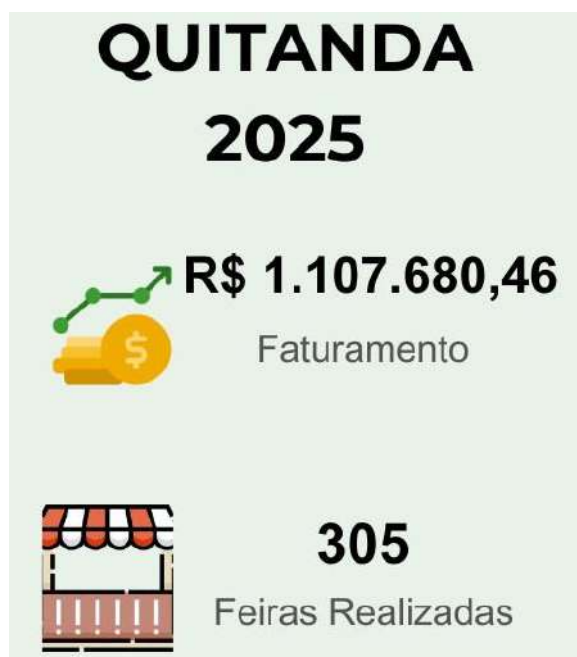 QUITANDA
2025
R$ 1.107.680,46
Faturamento
$
305
Feiras Realizadas